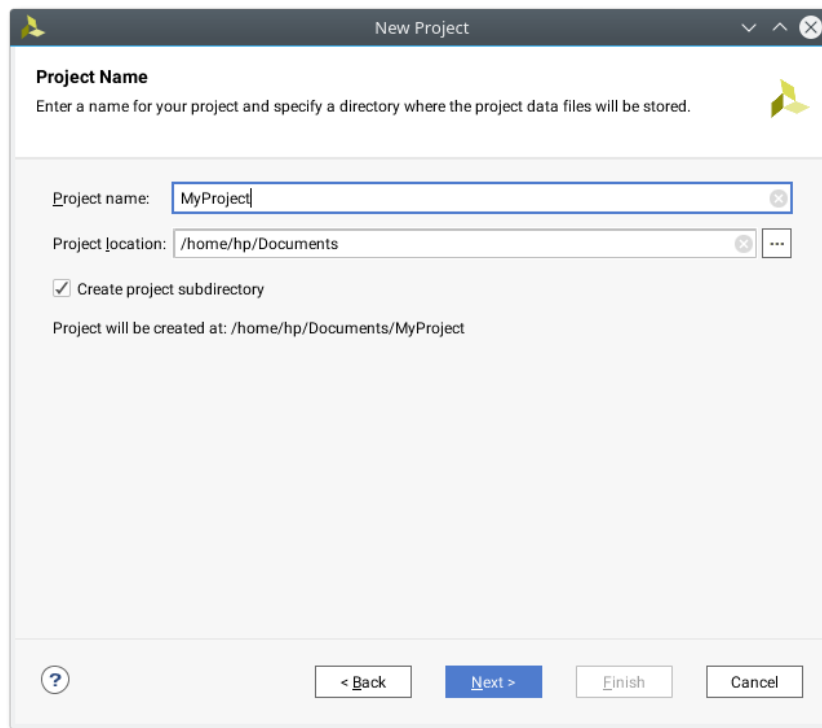 New Project
Project Name
Enter a name for your project and specify a directory where the project data files will be stored.
Project name: MyProject
Project location: /home/hp/Documents ...
Create project subdirectory
Project will be created at: /home/hp/Documents/MyProject
? < Back Next > Finish Cancel